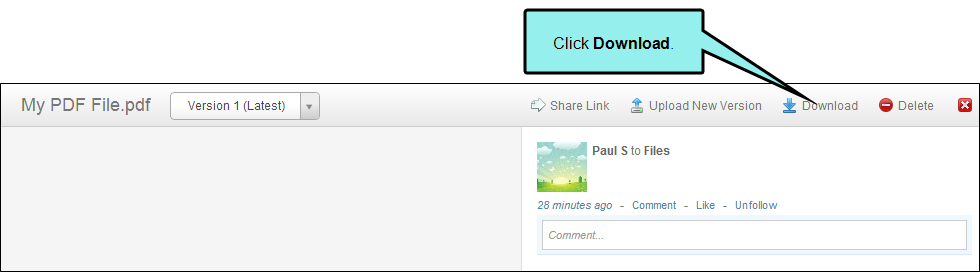 Click Download.
My PDF File.pdf Version 1 (Latest) Share Link Upload New Version Download Delete
Paul S to Files
28 minutes ago - Comment - Like - Unfollow
Comment...